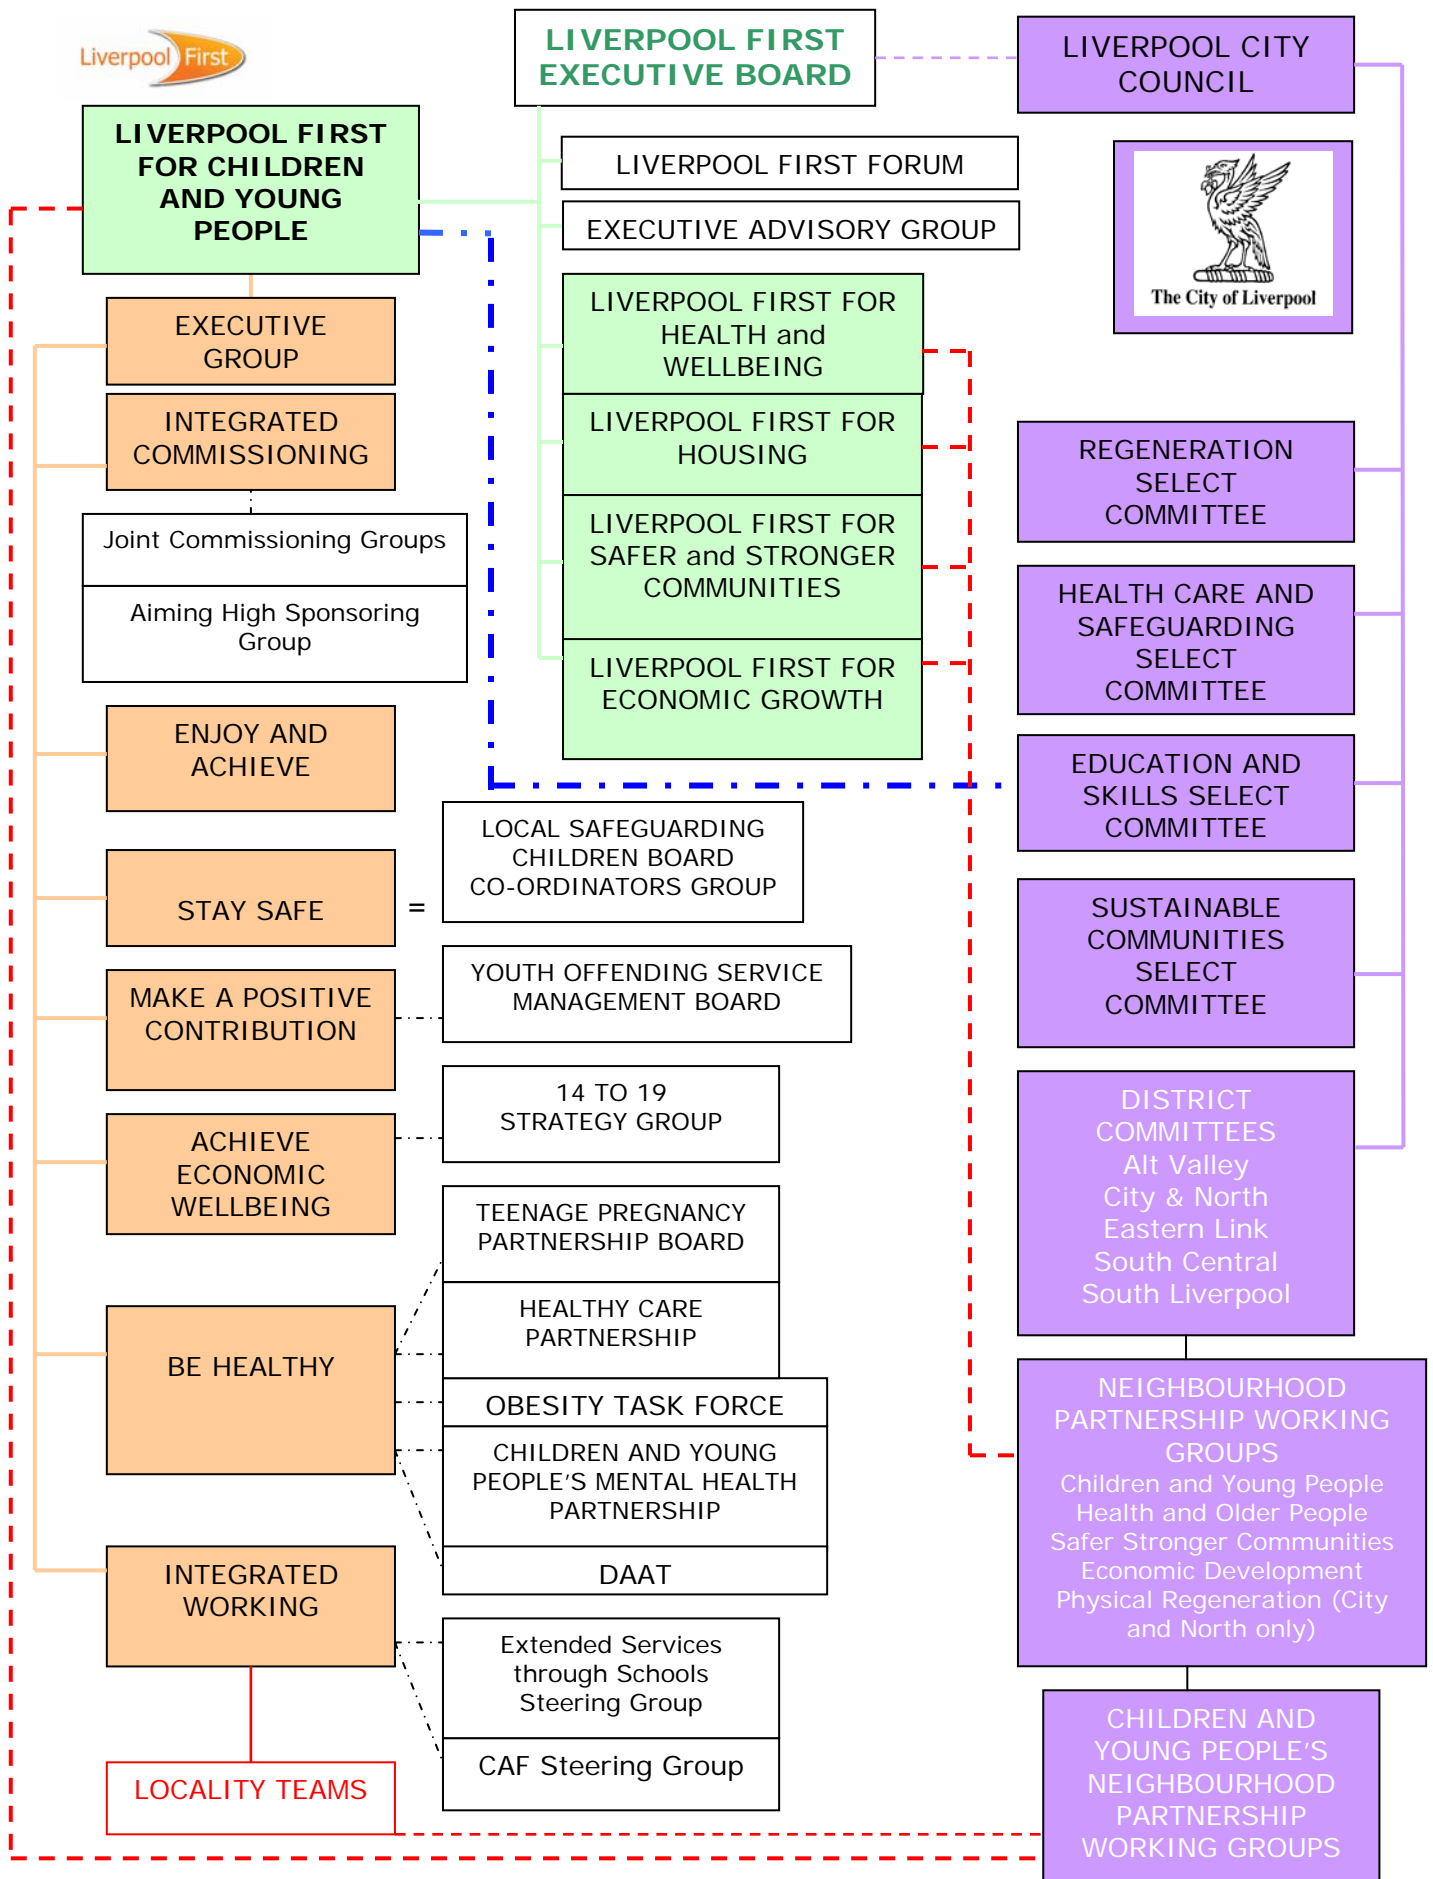 Liverpool First
LIVERPOOL FIRST
EXECUTIVE BOARD
LIVERPOOL CITY
COUNCIL
LIVERPOOL FIRST
FOR CHILDREN
AND YOUNG
PEOPLE
LIVERPOOL FIRST FORUM
EXECUTIVE ADVISORY GROUP
The City of Liverpool
LIVERPOOL FIRST FOR
HEALTH and
WELLBEING
LIVERPOOL FIRST FOR
HOUSING
LIVERPOOL FIRST FOR
SAFER and STRONGER
COMMUNITIES
LIVERPOOL FIRST FOR
ECONOMIC GROWTH
EXECUTIVE
GROUP
INTEGRATED
COMMISSIONING
Joint Commissioning Groups
Aiming High Sponsoring
Group
ENJOY AND
ACHIEVE
STAY SAFE
=
LOCAL SAFEGUARDING
CHILDREN BOARD
CO-ORDINATORS GROUP
MAKE A POSITIVE
CONTRIBUTION
YOUTH OFFENDING SERVICE
MANAGEMENT BOARD
ACHIEVE
ECONOMIC
WELLBEING
14 TO 19
STRATEGY GROUP
BE HEALTHY
TEENAGE PREGNANCY
PARTNERSHIP BOARD
HEALTHY CARE
PARTNERSHIP
OBESITY TASK FORCE
CHILDREN AND YOUNG
PEOPLE’S MENTAL HEALTH
PARTNERSHIP
DAAT
INTEGRATED
WORKING
Extended Services
through Schools
Steering Group
CAF Steering Group
LOCALITY TEAMS
REGENERATION
SELECT
COMMITTEE
HEALTH CARE AND
SAFEGUARDING
SELECT
COMMITTEE
EDUCATION AND
SKILLS SELECT
COMMITTEE
SUSTAINABLE
COMMUNITIES
SELECT
COMMITTEE
DISTRICT
COMMITTEES
Alt Valley
City & North
Eastern Link
South Central
South Liverpool
NEIGHBOURHOOD
PARTNERSHIP WORKING
GROUPS
Children and Young People
Health and Older People
Safer Stronger Communities
Economic Development
Physical Regeneration (City
and North only)
CHILDREN AND
YOUNG PEOPLE’S
NEIGHBOURHOOD
PARTNERSHIP
WORKING GROUPS